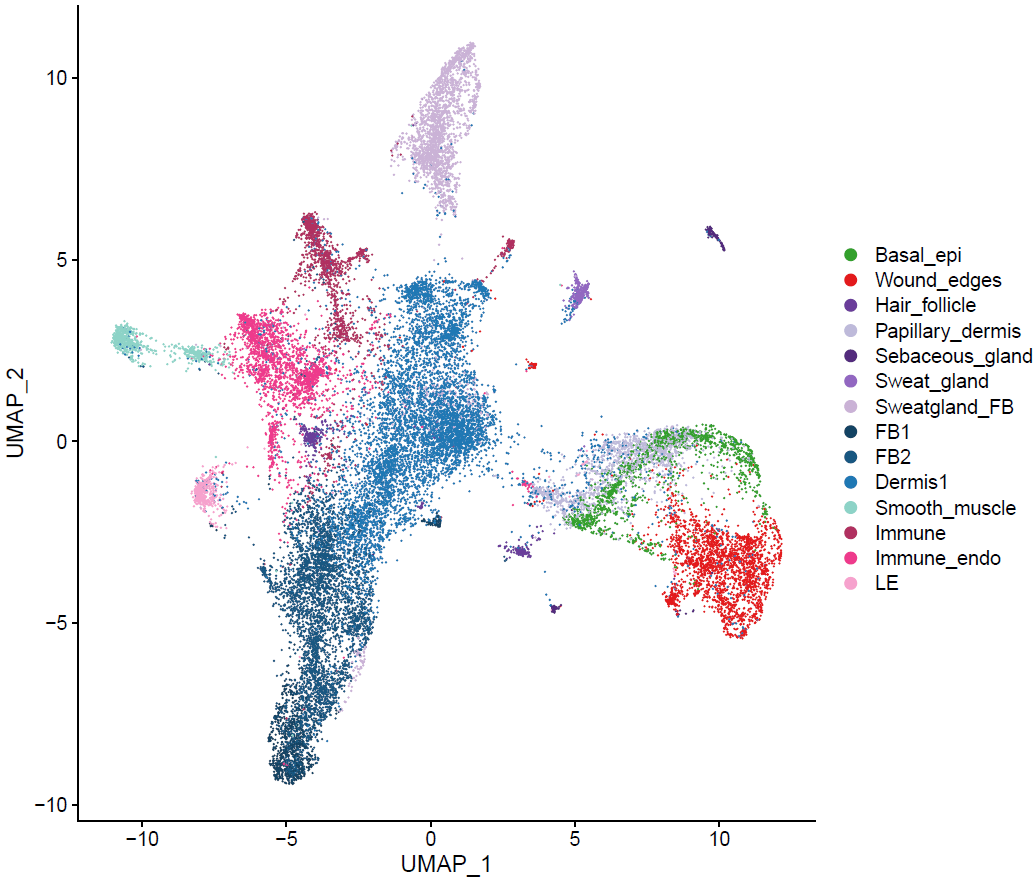 10
5
0
−5
−10
UMAP_2
−10
−5
0
5
10
UMAP_1
Basal_epi
Wound_edges
Hair_follicle
Papillary_dermis
Sebaceous_gland
Sweat_gland
Sweatgland_FB
FB1
FB2
Dermis1
Smooth_muscle
Immune
Immune_endo
LE